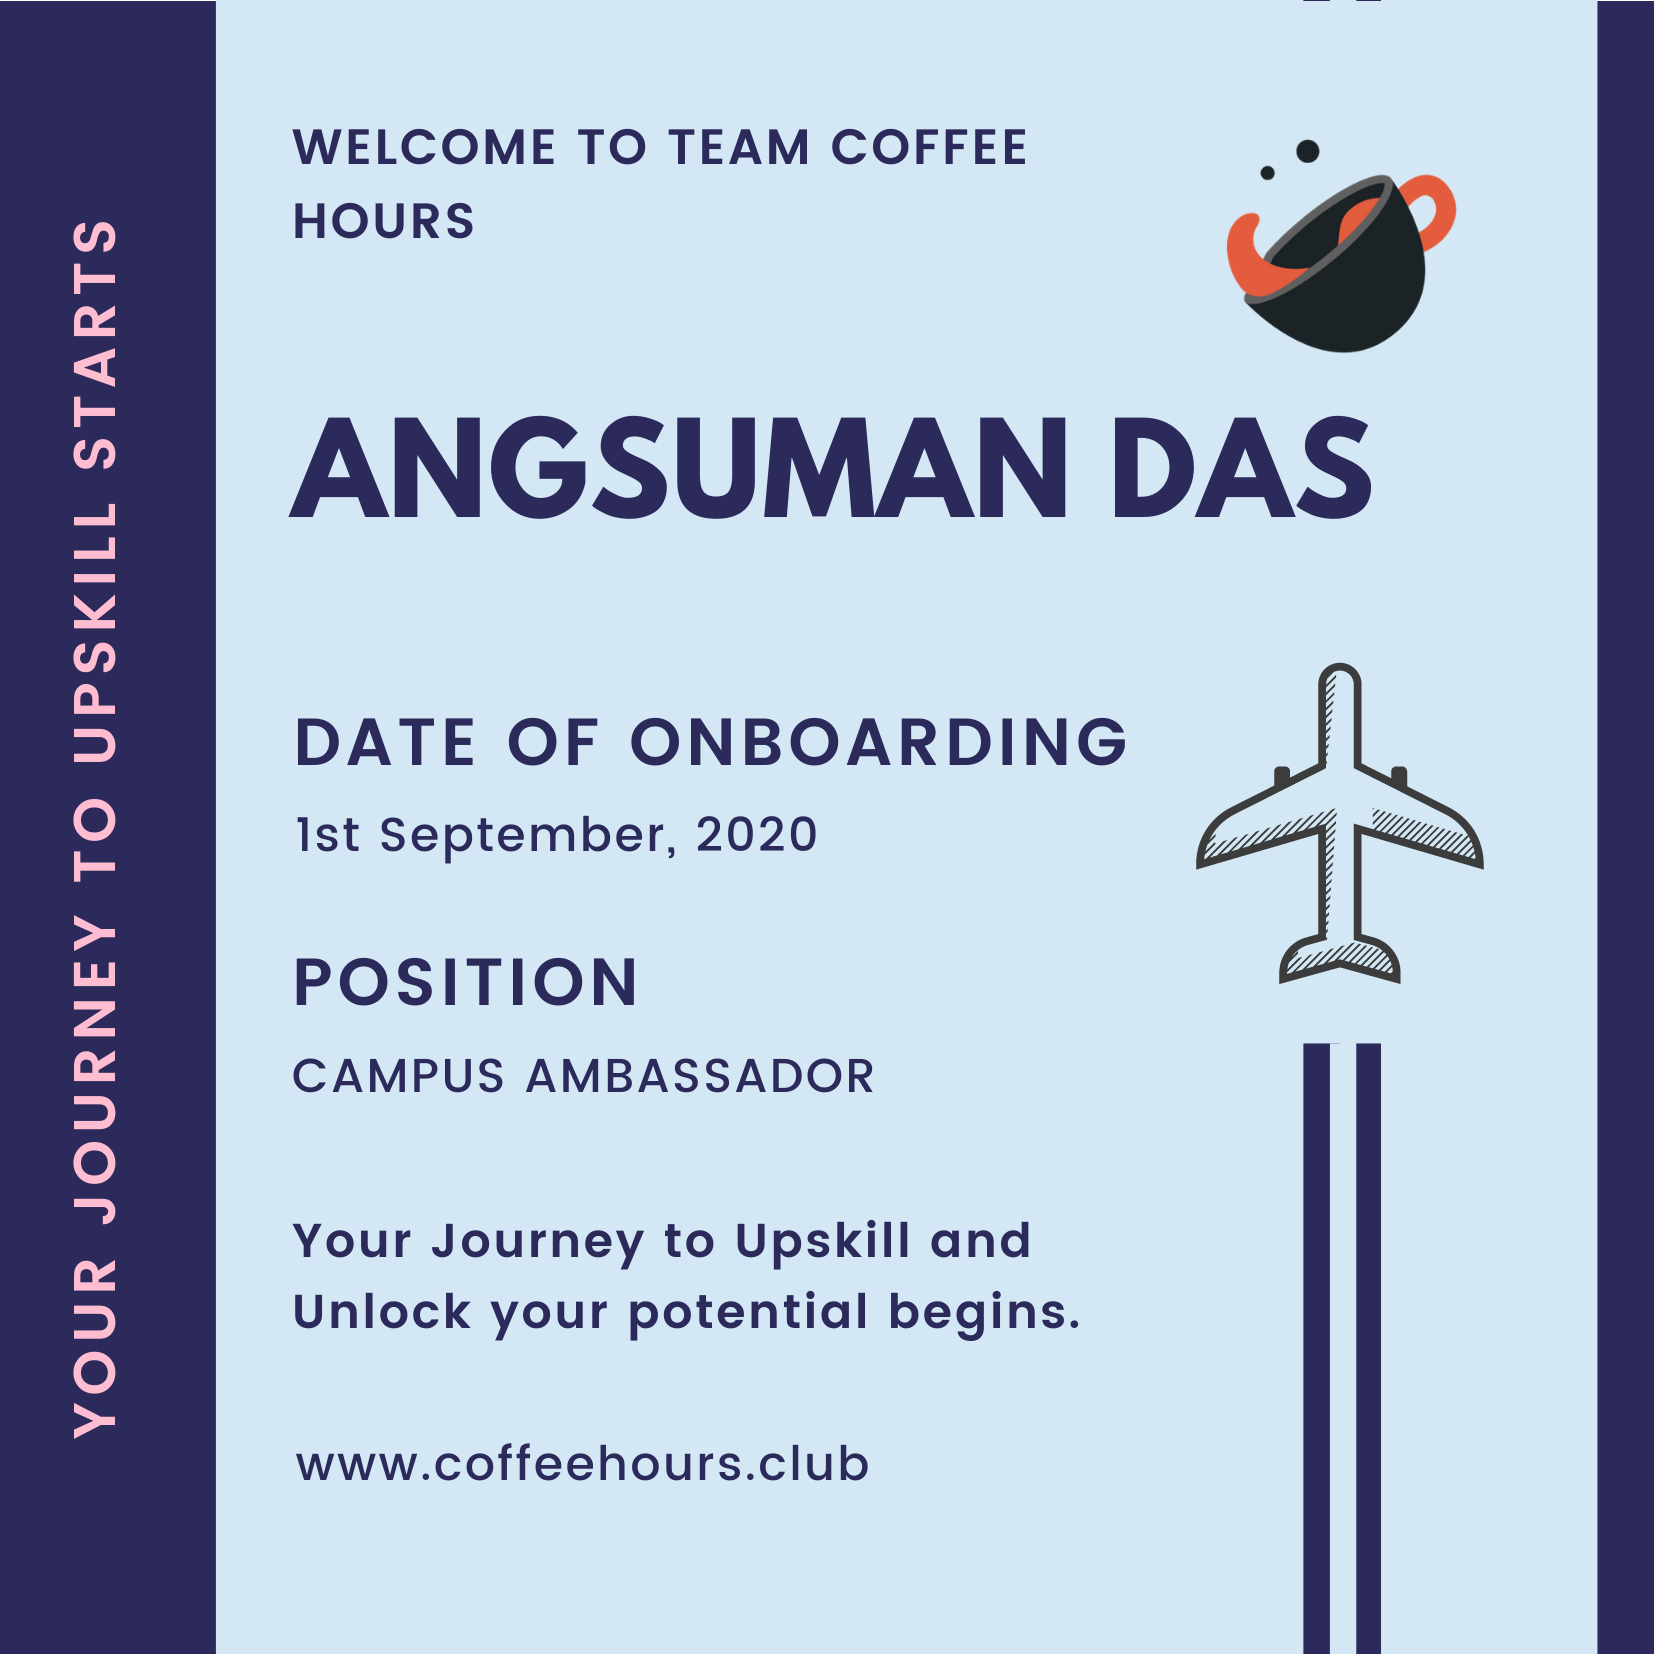 YOUR JOURNEY TO UPSKILL STARTS
WELCOME TO TEAM COFFEE
HOURS
ANGSUMAN DAS
DATE OF ONBOARDING
1st September, 2020
POSITION
CAMPUS AMBASSADOR
Your Journey to Upskill and
Unlock your potential begins.
www.coffeehours.club